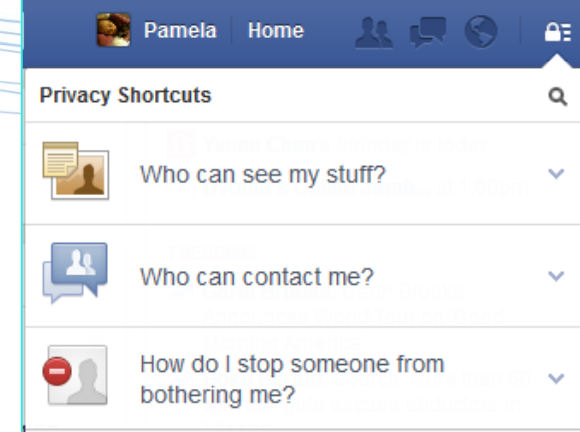 Pamela Home
Privacy Shortcuts
Who can see my stuff?
Who can contact me?
How do I stop someone from
bothering me?